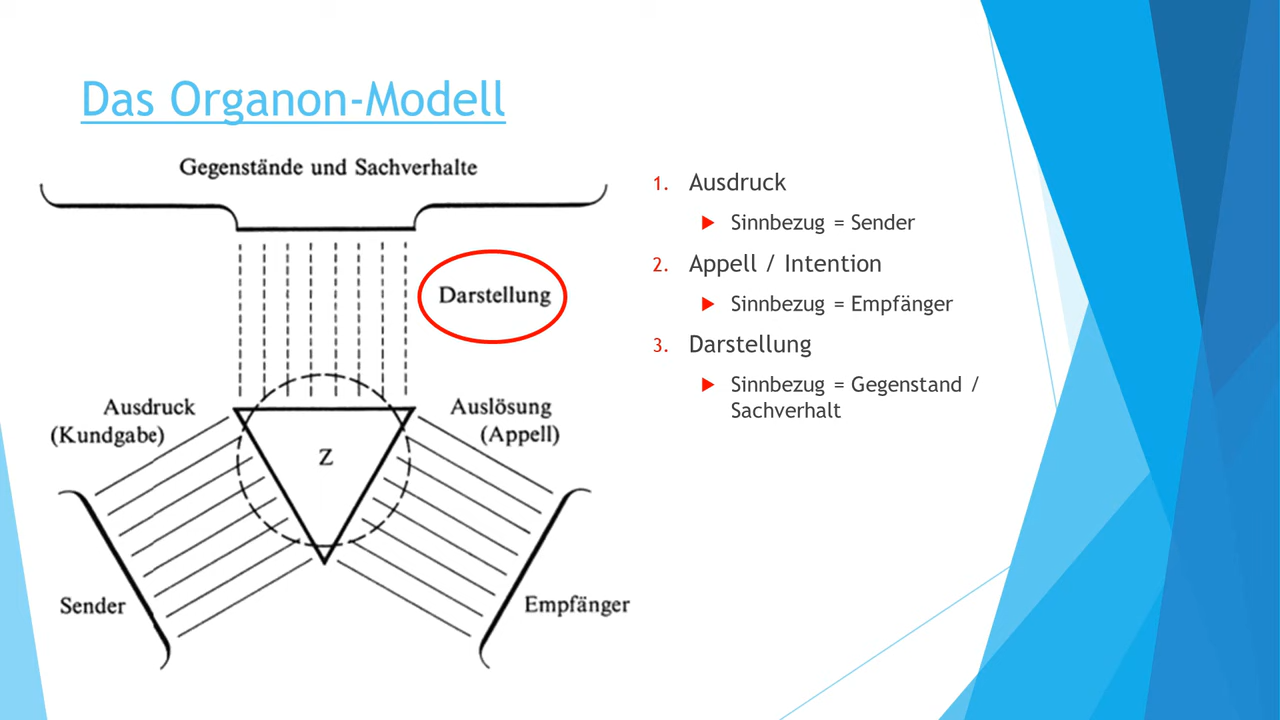 Das Organon-Modell
Gegenstände und Sachverhalte
Darstellung
Ausdruck
(Kundgabe)
Auslösung
(Appell)
Z
Sender
Empfänger
1. Ausdruck
Sinnbezug = Sender
2. Appell / Intention
Sinnbezug = Empfänger
3. Darstellung
Sinnbezug = Gegenstand /
Sachverhalt